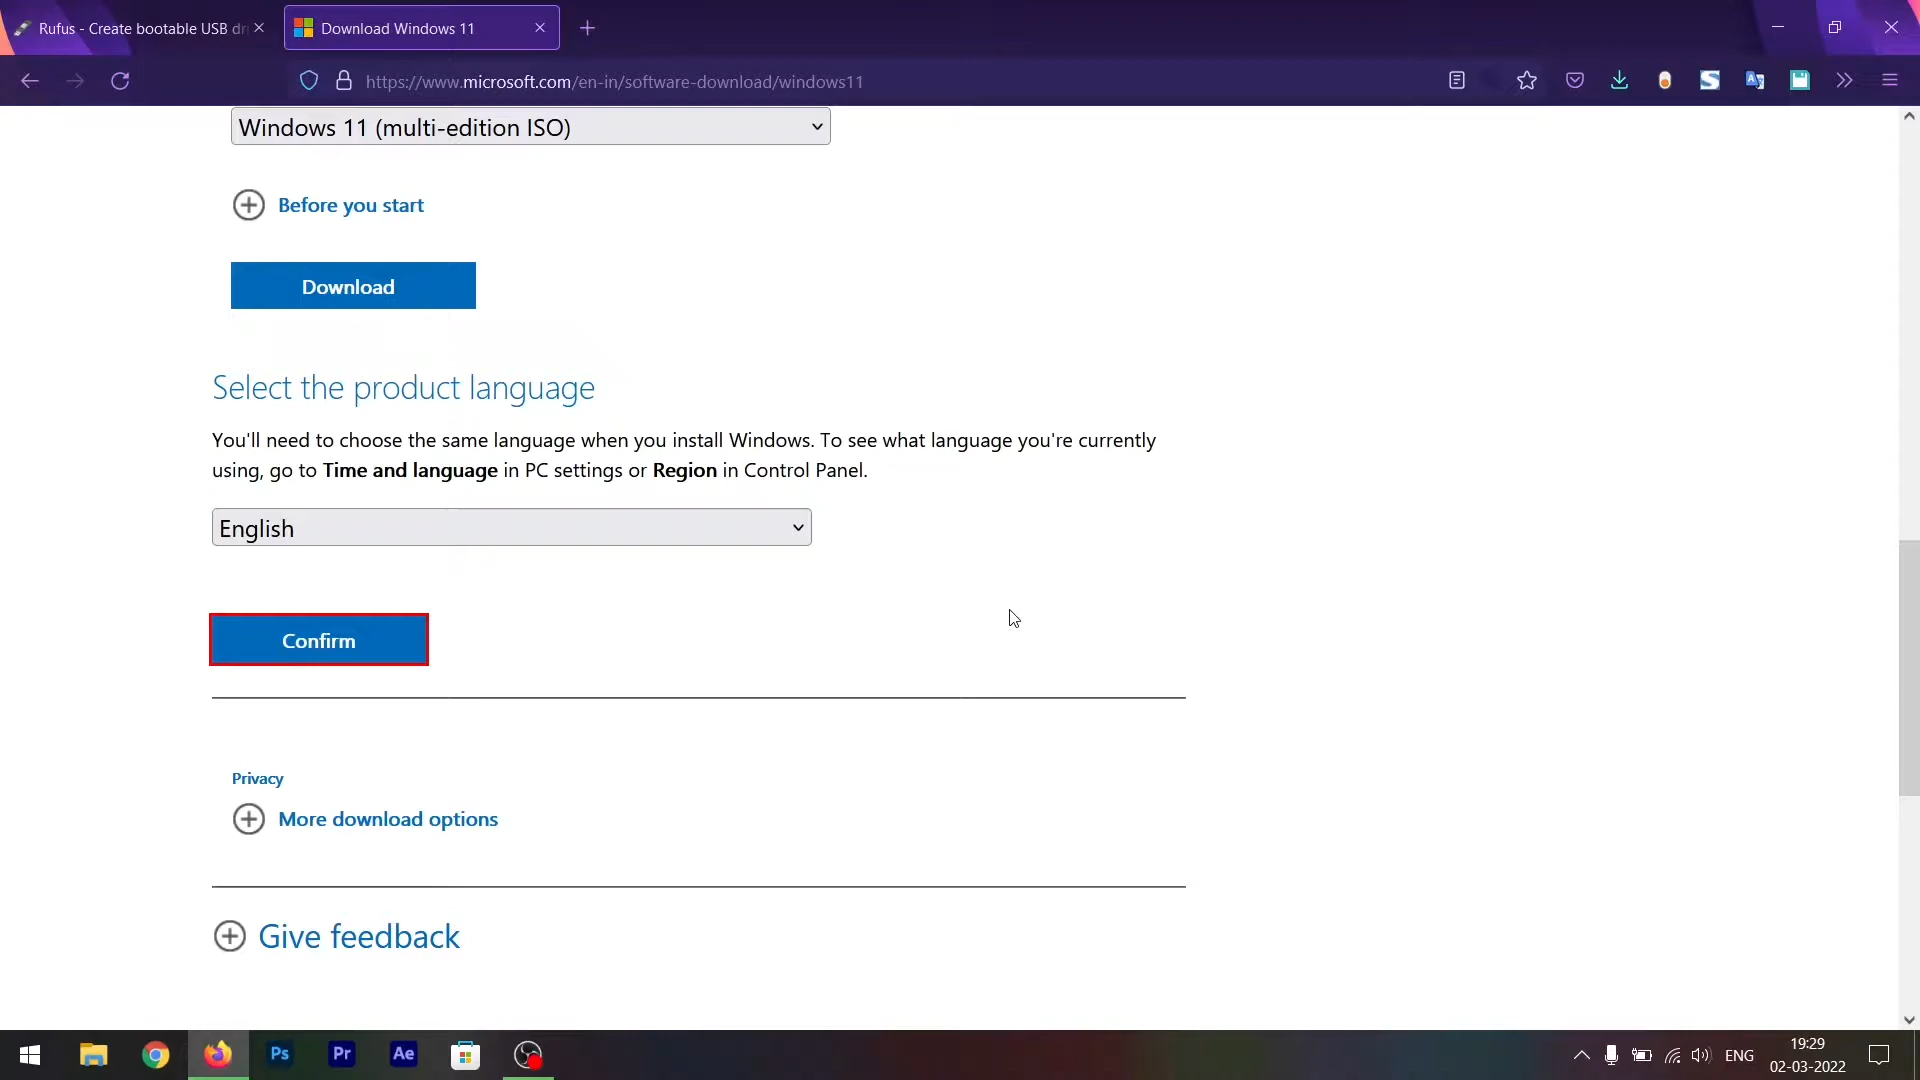 Rufus - Create bootable USB dr
Download Windows 11
https://www.microsoft.com/en-in/software-download/windows11
Windows 11 (multi-edition ISO)
Before you start
Download
Select the product language
You'll need to choose the same language when you install Windows. To see what language you're currently
using, go to Time and language in PC settings or Region in Control Panel.
English
Confirm
Privacy
More download options
Give feedback
Ps
Pr
Ae
ENG
19:29
02-03-2022